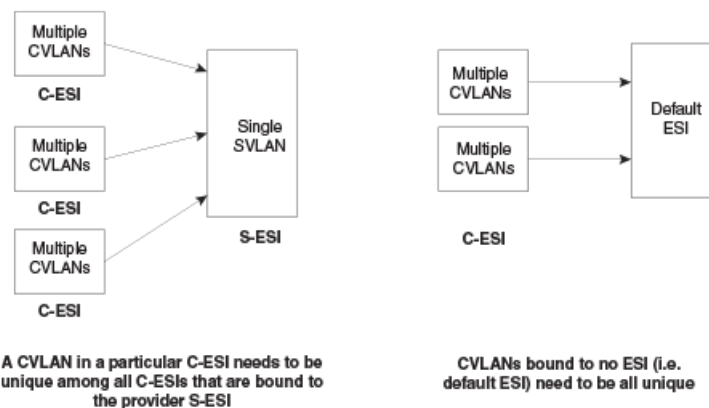 Multiple
CVLANs
C-ESI
Multiple
CVLANs
C-ESI
Multiple
CVLANs
C-ESI
Single
SVLAN
S-ESI
A CVLAN in a particular C-ESI needs to be
unique among all C-ESIs that are bound to
the provider S-ESI
Multiple
CVLANs
Multiple
CVLANs
C-ESI
Default
ESI
CVLANs bound to no ESI (i.e.
default ESI) need to be all unique